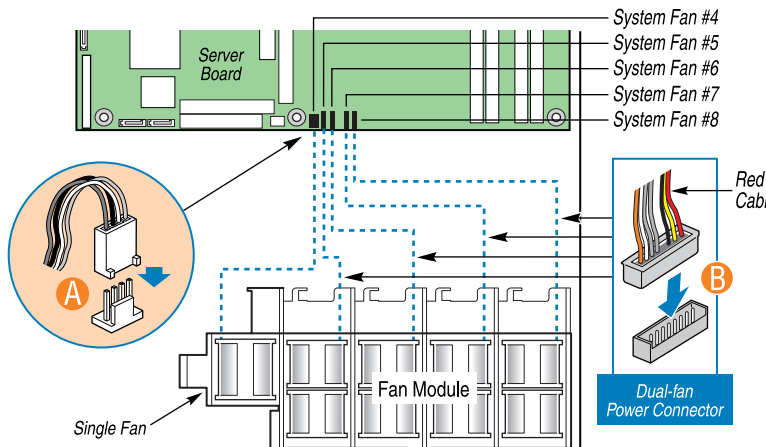 System Fan #4
System Fan #5
System Fan #6
System Fan #7
System Fan #8
Server
Board
Red
Cab
A
B
Fan Module
Single Fan
Dual-fan
Power Connector